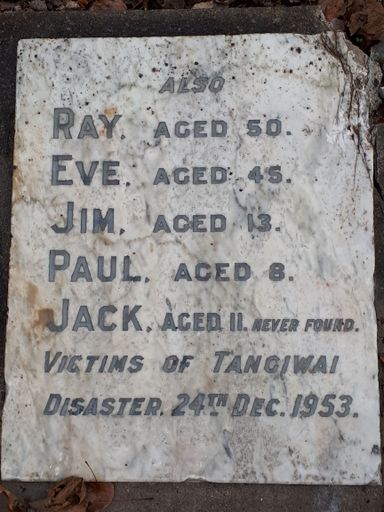 ALSO
RAY, AGED 50.
EVE, AGED 45.
JIM, AGED 13.
PAUL, AGED 8.
JACK, AGED 11. NEVER FOUND.
VICTIMS OF TANGIWAI
DISASTER. 24TH DEC. 1953.